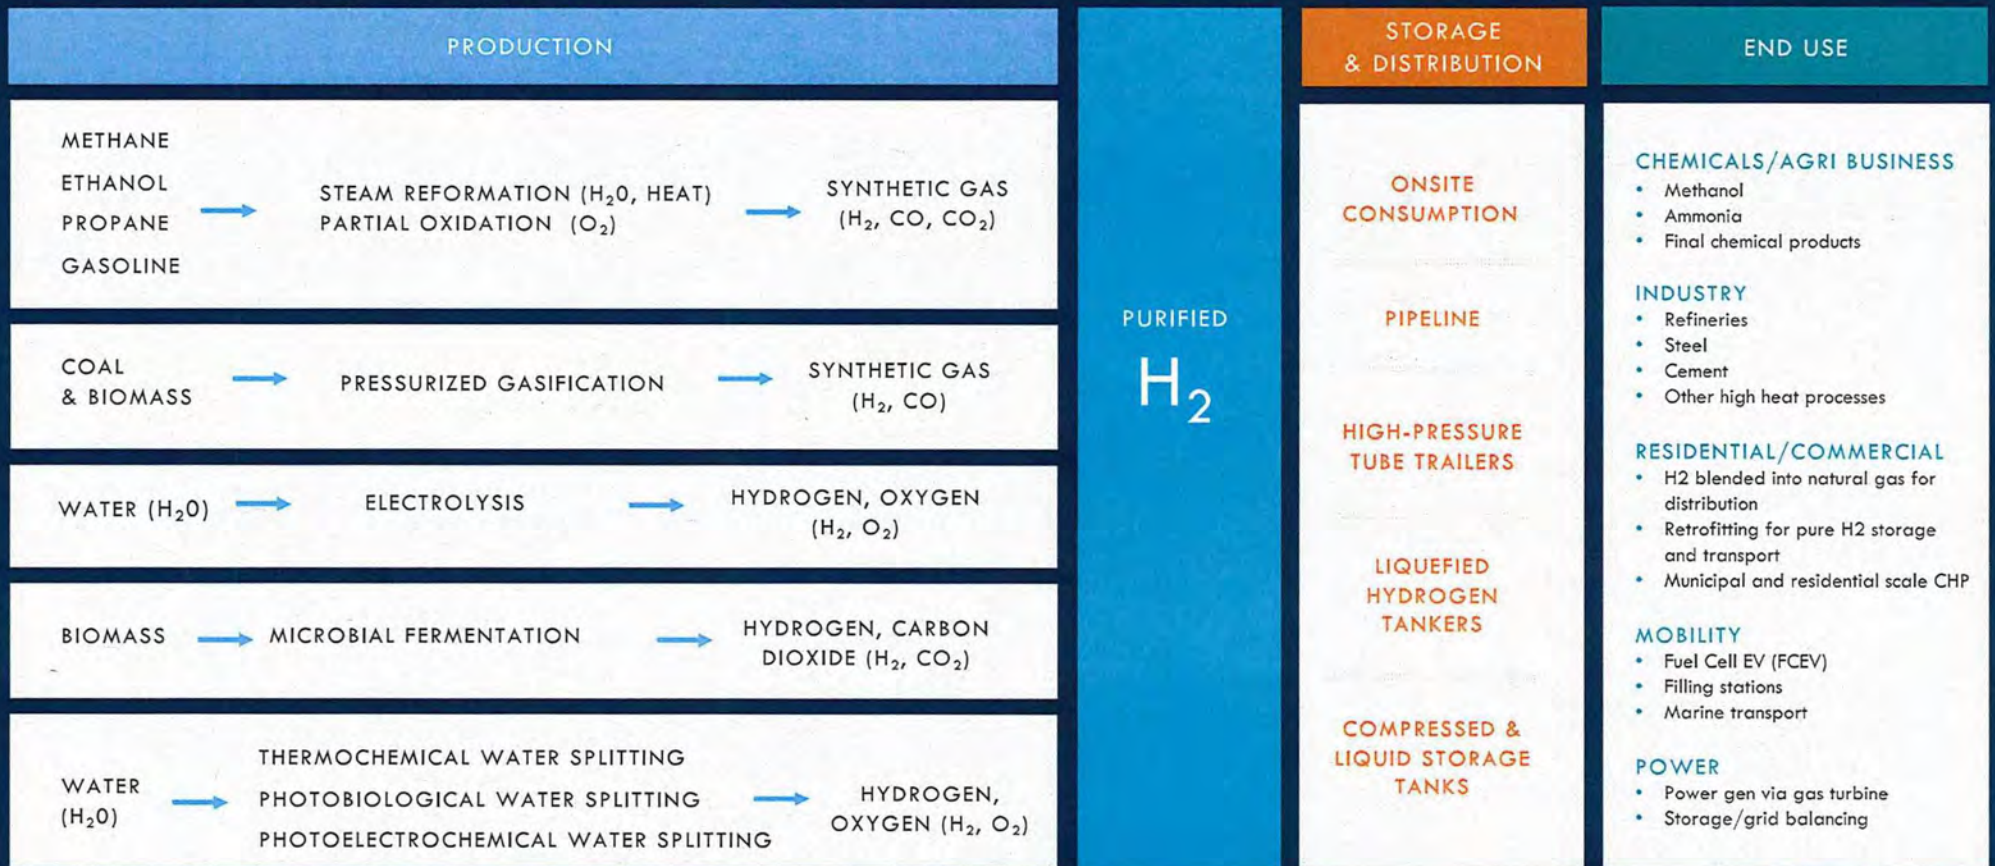 PRODUCTION
METHANE
ETHANOL
PROPANE
GASOLINE
STEAM REFORMATION (H₂0, HEAT)
PARTIAL OXIDATION (O₂)
SYNTHETIC GAS
(H₂, CO, CO₂)
COAL
& BIOMASS
PRESSURIZED GASIFICATION
SYNTHETIC GAS
(H₂, CO)
WATER (H₂0)
ELECTROLYSIS
HYDROGEN, OXYGEN
(H₂, O₂)
BIOMASS
MICROBIAL FERMENTATION
HYDROGEN, CARBON
DIOXIDE (H₂, CO₂)
WATER
(H₂0)
THERMOCHEMICAL WATER SPLITTING
PHOTOBIOLOGICAL WATER SPLITTING
PHOTOELECTROCHEMICAL WATER SPLITTING
HYDROGEN,
OXYGEN (H₂, O₂)
PURIFIED
H₂
STORAGE
& DISTRIBUTION
ONSITE
CONSUMPTION
PIPELINE
HIGH-PRESSURE
TUBE TRAILERS
LIQUEFIED
HYDROGEN
TANKERS
COMPRESSED &
LIQUID STORAGE
TANKS
END USE
CHEMICALS/AGRI BUSINESS
• Methanol
• Ammonia
• Final chemical products
INDUSTRY
• Refineries
• Steel
• Cement
• Other high heat processes
RESIDENTIAL/COMMERCIAL
• H2 blended into natural gas for
distribution
• Retrofitting for pure H2 storage
and transport
• Municipal and residential scale CHP
MOBILITY
• Fuel Cell EV (FCEV)
• Filling stations
• Marine transport
POWER
• Power gen via gas turbine
• Storage/grid balancing